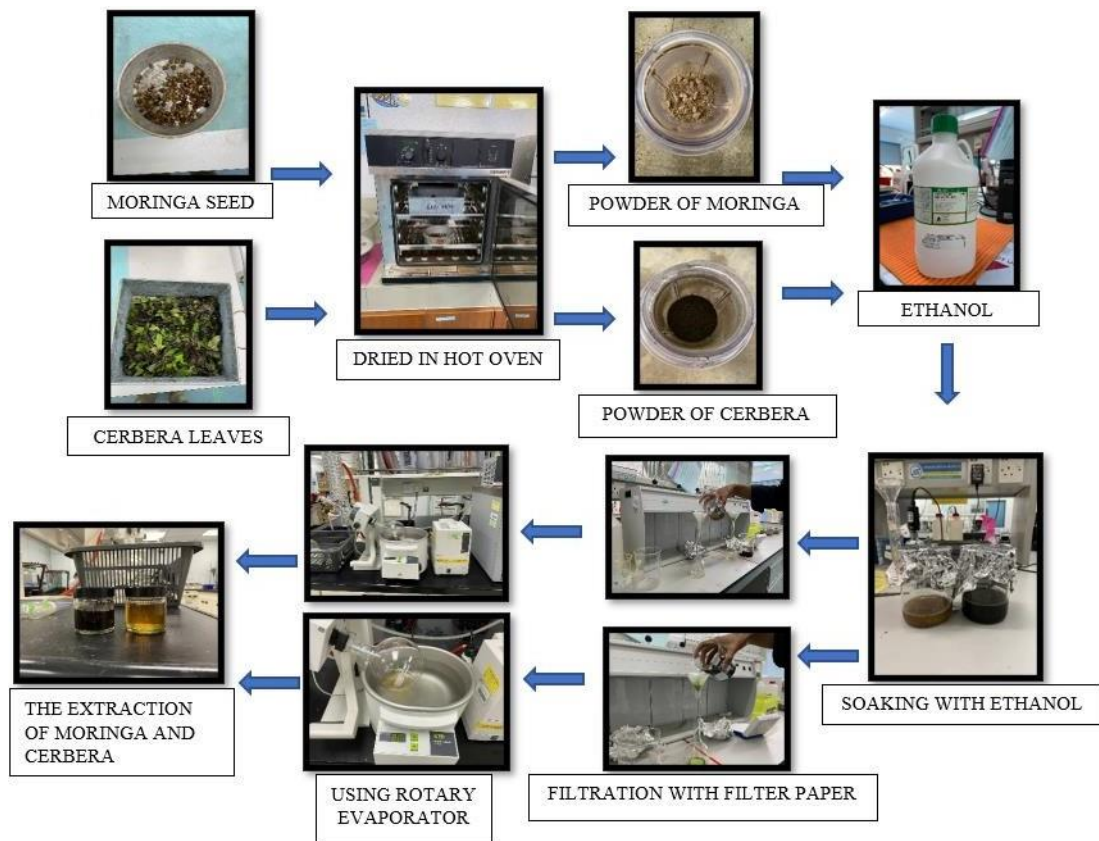 MORINGA SEED
POWDER OF MORINGA
ETHANOL
DRIED IN HOT OVEN
CERBERA LEAVES
POWDER OF CERBERA
SOAKING WITH ETHANOL
THE EXTRACTION
OF MORINGA AND
CERBERA
USING ROTARY
EVAPORATOR
FILTRATION WITH FILTER PAPER